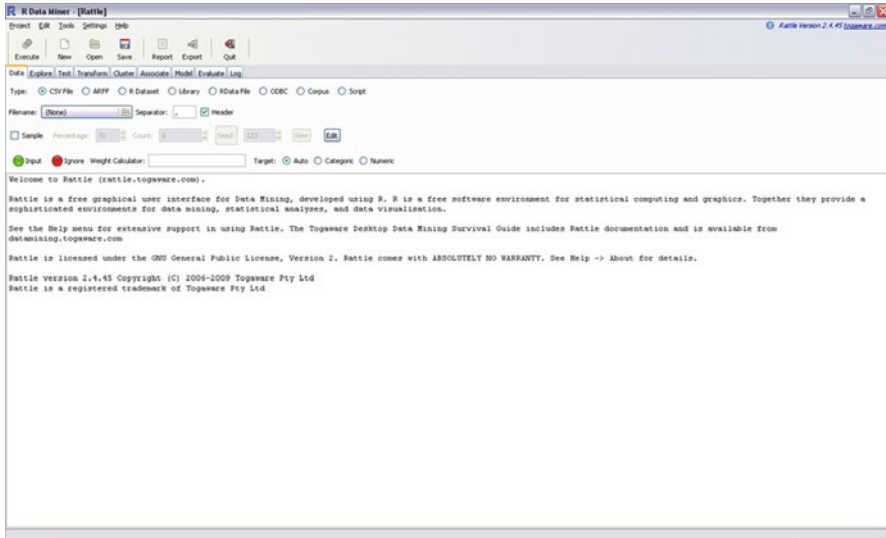 R Data Miner - [Rattle]
Project Edit Tools Settings Help
Rattle Version 2.4.45 togaware.com
Execute New Open Save Report Export Quit
Data Explore Test Transform Cluster Associate Model Evaluate Log
Type: CSV File ARFF R Dataset Library RData File ODBC Corpus Script
Filename: (None) Separator: , Header
Sample Percentage: 70 Count: 0 Seed: 123 View Edit
Input Ignore Weight Calculator: Target: Auto Categoric Numeric
Welcome to Rattle (rattle.togaware.com).
Rattle is a free graphical user interface for Data Mining, developed using R. R is a free software environment for statistical computing and graphics. Together they provide a
sophisticated environments for data mining, statistical analyses, and data visualisation.
See the Help menu for extensive support in using Rattle. The Togaware Desktop Data Mining Survival Guide includes Rattle documentation and is available from
datamining.togaware.com
Rattle is licensed under the GNU General Public License, Version 2. Rattle comes with ABSOLUTELY NO WARRANTY. See Help -> About for details.
Rattle version 2.4.45 Copyright (C) 2006-2009 Togaware Pty Ltd
Rattle is a registered trademark of Togaware Pty Ltd